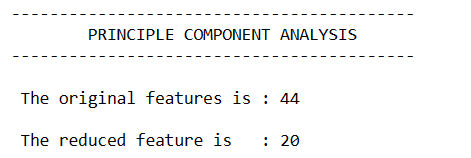 -----------------------------------------
PRINCIPLE COMPONENT ANALYSIS
-----------------------------------------
The original features is : 44
The reduced feature is   : 20